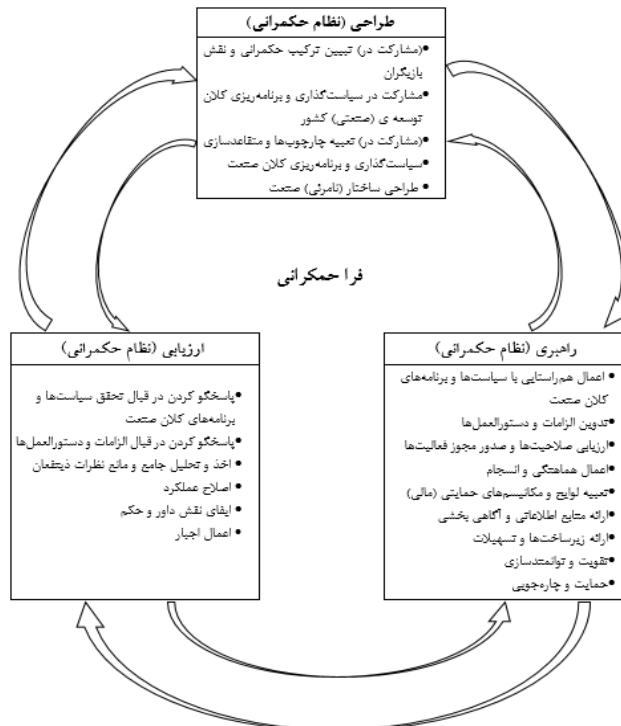 طراحی (نظام حکمرانی)
•(مشارکت در) تبیین ترکیب حکمرانی و نقش
بازیگران
•مشارکت در سیاست‌گذاری و برنامه‌ریزی کلان
توسعه ی (صنعتی) کشور
•(مشارکت در) تعبیه چارچوب‌ها و متقاعدسازی
•سیاست‌گذاری و برنامه‌ریزی کلان صنعت
• طراحی ساختار (نامرئی) صنعت
فرا حمکرانی
راهبری (نظام حکمرانی)
• اعمال هم‌راستایی با سیاست‌ها و برنامه‌های
کلان صنعت
•تدوین الزامات و دستورالعمل‌ها
•ارزیابی صلاحیت‌ها و صدور مجوز فعالیت‌ها
•اعمال هماهنگی و انسجام
•تعبیه لوایح و مکانیسم‌های حمایتی (مالی)
•ارائه منابع اطلاعاتی و آگاهی بخشی
•ارائه زیرساخت‌ها و تسهیلات
•تقویت و توانمندسازی
•حمایت و چاره‌جویی
ارزیابی (نظام حکمرانی)
•پاسخگو کردن در قبال تحقق سیاست‌ها و
برنامه‌های کلان صنعت
•پاسخگو کردن در قبال الزامات و دستورالعمل‌ها
• اخذ و تحلیل جامع و مانع نظرات ذینفعان
• اصلاح عملکرد
• ایفای نقش داور و حکم
• اعمال اجبار